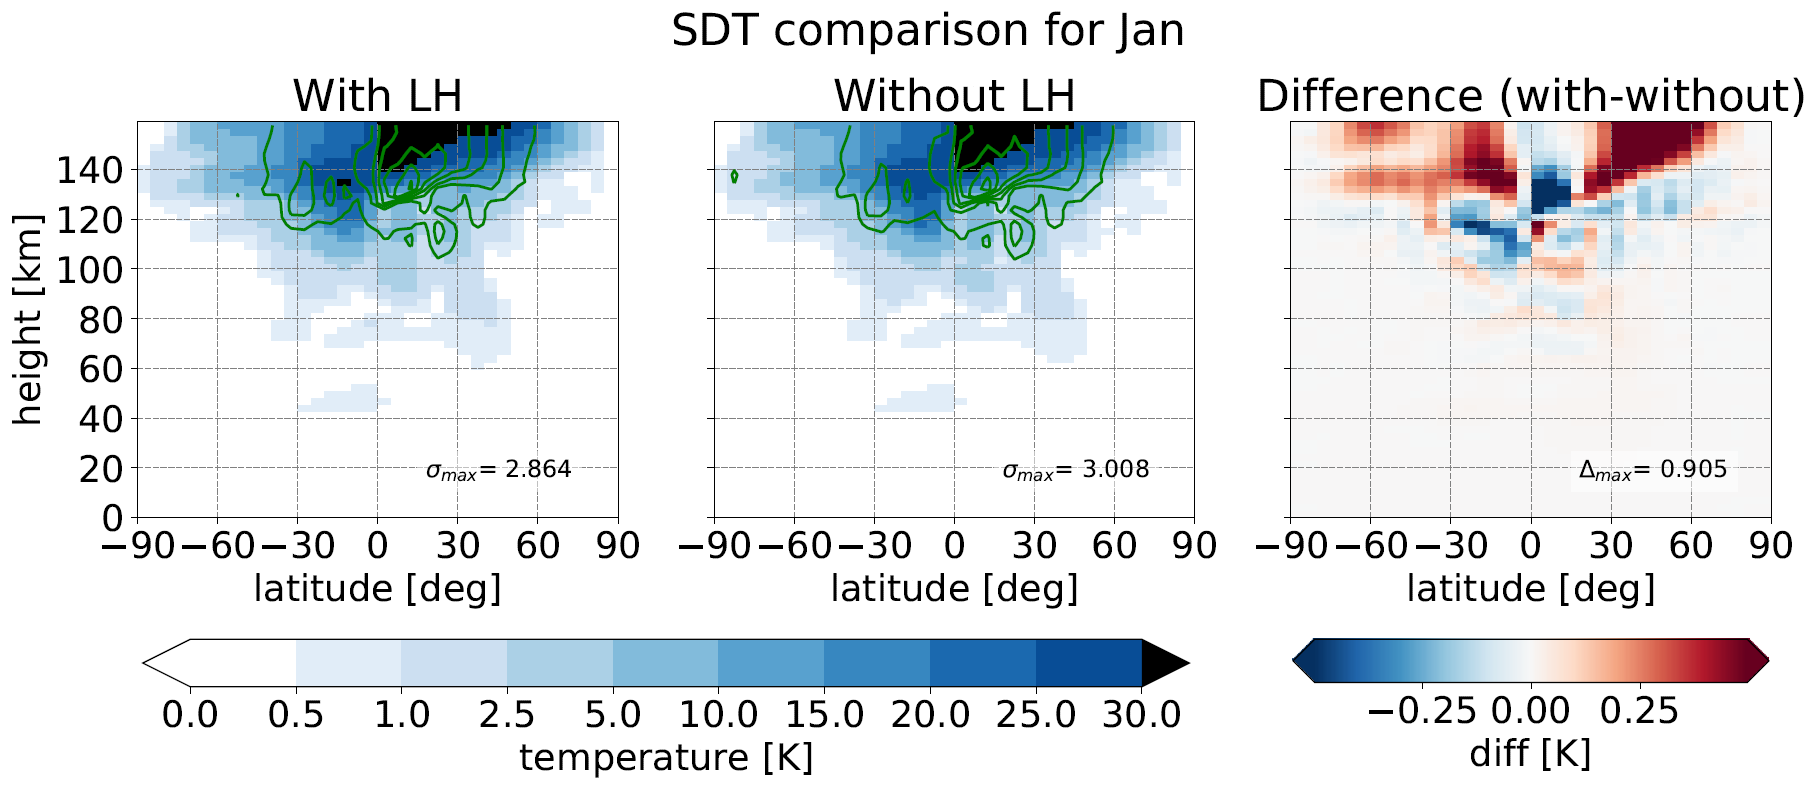 SDT comparison for Jan
With LH
Without LH
Difference (with-without)
height [km]
140
120
100
80
60
40
20
0
σmax= 2.864
σmax= 3.008
Δmax= 0.905
−90 −60 −30 0 30 60 90
−90 −60 −30 0 30 60 90
−90 −60 −30 0 30 60 90
latitude [deg]
latitude [deg]
latitude [deg]
0.0 0.5 1.0 2.5 5.0 10.0 15.0 20.0 25.0 30.0
temperature [K]
−0.25 0.00 0.25
diff [K]